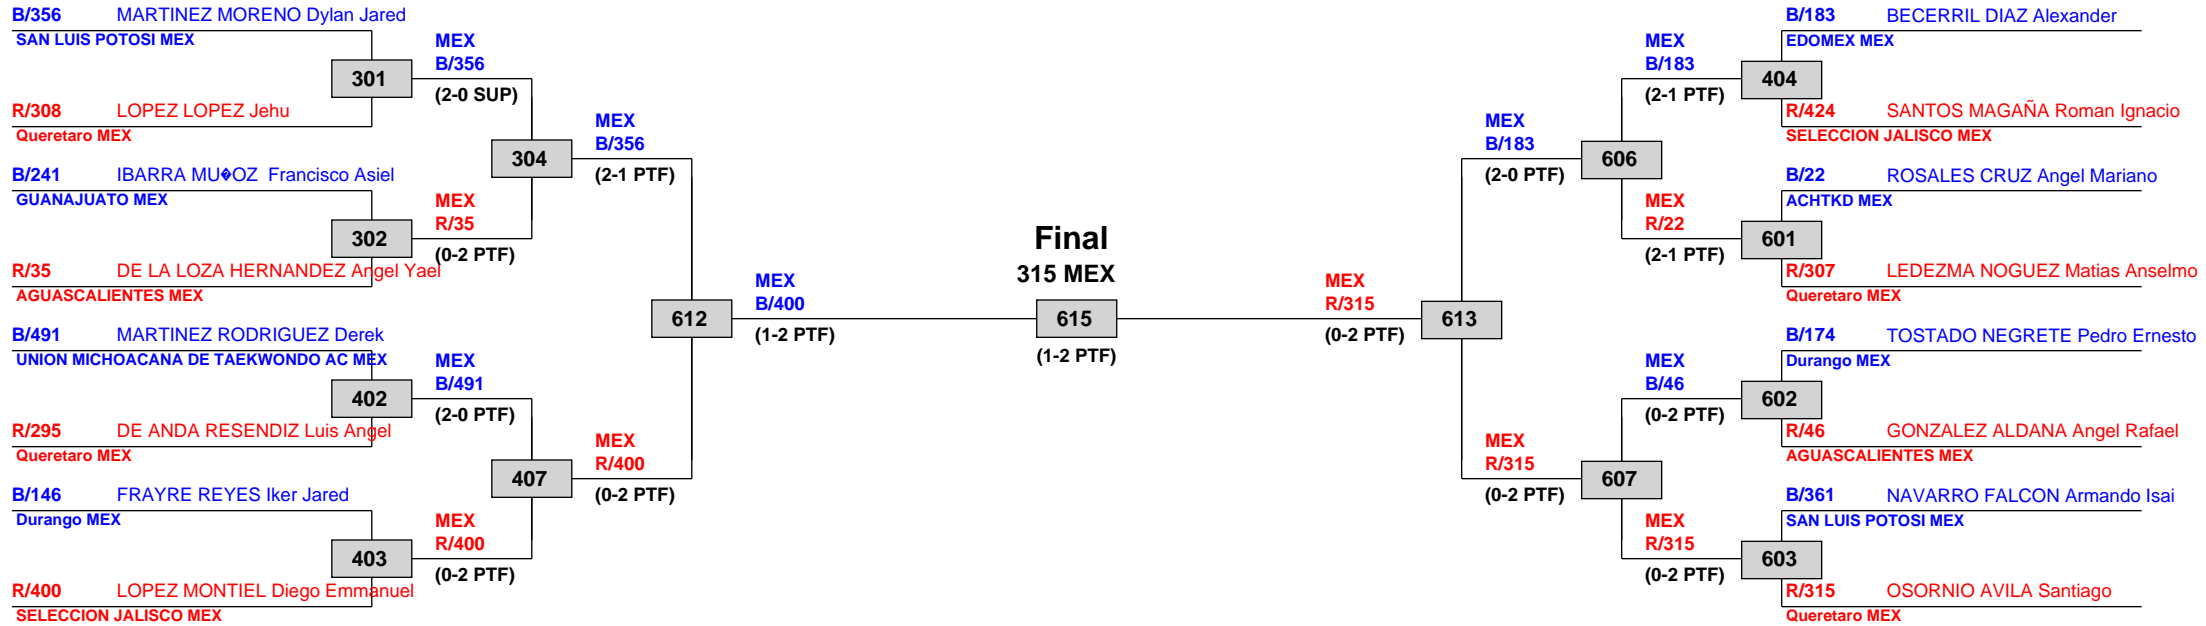 B/356 MARTINEZ MORENO Dylan Jared
SAN LUIS POTOSI MEX
301
R/308 LOPEZ LOPEZ Jehu
Queretaro MEX
B/241 IBARRA MU�OZ Francisco Asiel
GUANAJUATO MEX
302
R/35 DE LA LOZA HERNANDEZ Angel Yael
AGUASCALIENTES MEX
B/491 MARTINEZ RODRIGUEZ Derek
UNION MICHOACANA DE TAEKWONDO AC MEX
402
R/295 DE ANDA RESENDIZ Luis Angel
Queretaro MEX
B/146 FRAYRE REYES Iker Jared
Durango MEX
403
R/400 LOPEZ MONTIEL Diego Emmanuel
SELECCION JALISCO MEX
MEX
B/356
(2-0 SUP)
304
MEX
R/35
(0-2 PTF)
MEX
B/491
(2-0 PTF)
407
MEX
R/400
(0-2 PTF)
MEX
B/356
(2-1 PTF)
612
MEX
R/400
(0-2 PTF)
MEX
B/400
(1-2 PTF)
Final
315 MEX
615
(1-2 PTF)
MEX
R/315
(0-2 PTF)
613
MEX
B/183
(2-0 PTF)
606
MEX
R/315
(0-2 PTF)
607
MEX
B/183
(2-1 PTF)
MEX
R/22
(2-1 PTF)
MEX
B/46
(0-2 PTF)
MEX
R/315
(0-2 PTF)
B/183 BECERRIL DIAZ Alexander
EDOMEX MEX
404
R/424 SANTOS MAGAÑA Roman Ignacio
SELECCION JALISCO MEX
B/22 ROSALES CRUZ Angel Mariano
ACHTKD MEX
601
R/307 LEDEZMA NOGUEZ Matias Anselmo
Queretaro MEX
B/174 TOSTADO NEGRETE Pedro Ernesto
Durango MEX
602
R/46 GONZALEZ ALDANA Angel Rafael
AGUASCALIENTES MEX
B/361 NAVARRO FALCON Armando Isai
SAN LUIS POTOSI MEX
603
R/315 OSORNIO AVILA Santiago
Queretaro MEX